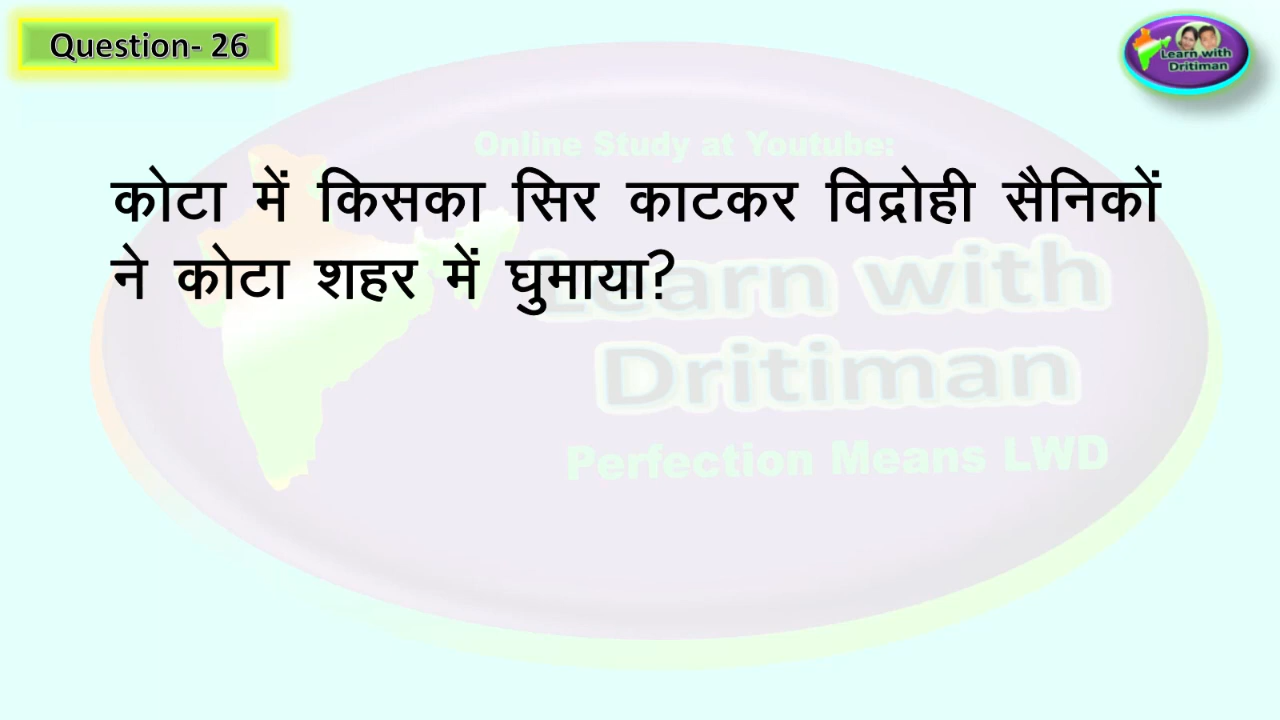 Question- 26
Learn with
Dritiman
Online Study at Youtube:
कोटा में किसका सिर काटकर विद्रोही सैनिकों
ने कोटा शहर में घुमाया?
Learn with
Dritiman
Perfection Means LWD